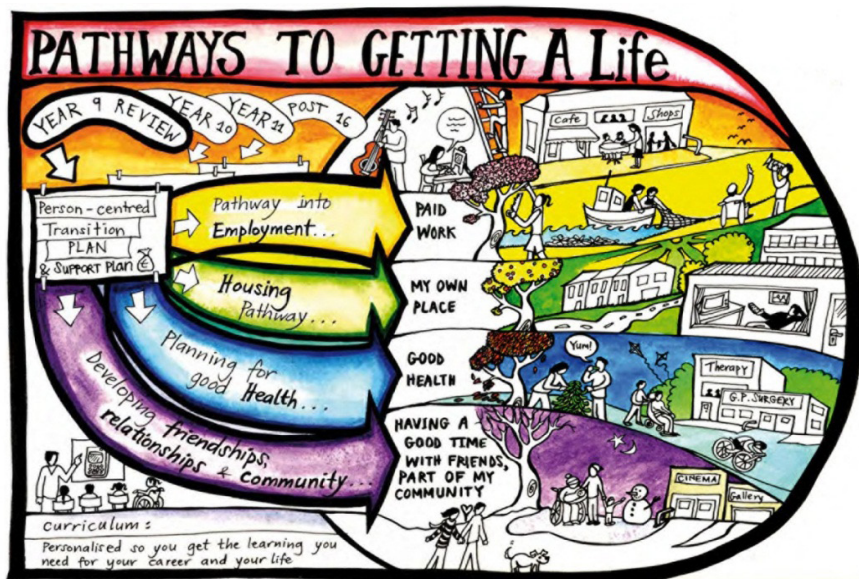 PATHWAYS TO GETTING A Life
YEAR 9 REVIEW
YEAR 10
YEAR 11
POST 16
Person-centred
Transition
PLAN
& SUPPORT Plan £
Pathway into
Employment...
PAID
WORK
Housing
Pathway...
MY OWN
PLACE
Planning for
good Health...
GOOD
HEALTH
Developing friendships,
relationships & Community...
HAVING A
GOOD TIME
WITH FRIENDS,
PART OF MY
COMMUNITY
Cafe
Shops
Yum!
Therapy
G.P. SURGERY
CINEMA
Gallery
Curriculum:
Personalised so you get the learning you
need for your career and your life